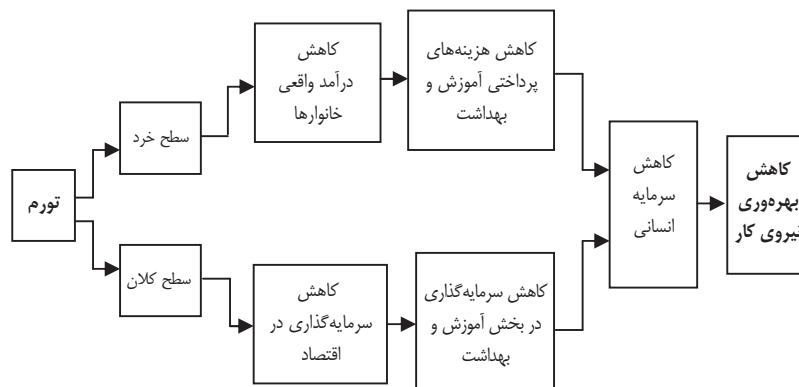 تورم
سطح خرد
کاهش
درآمد واقعی
خانوارها
کاهش هزینه‌های
پرداختی آموزش و
بهداشت
سطح کلان
کاهش
سرمایه‌گذاری در
اقتصاد
کاهش سرمایه‌گذاری
در بخش آموزش و
بهداشت
کاهش
سرمایه
انسانی
کاهش
بهره‌وری
نیروی کار